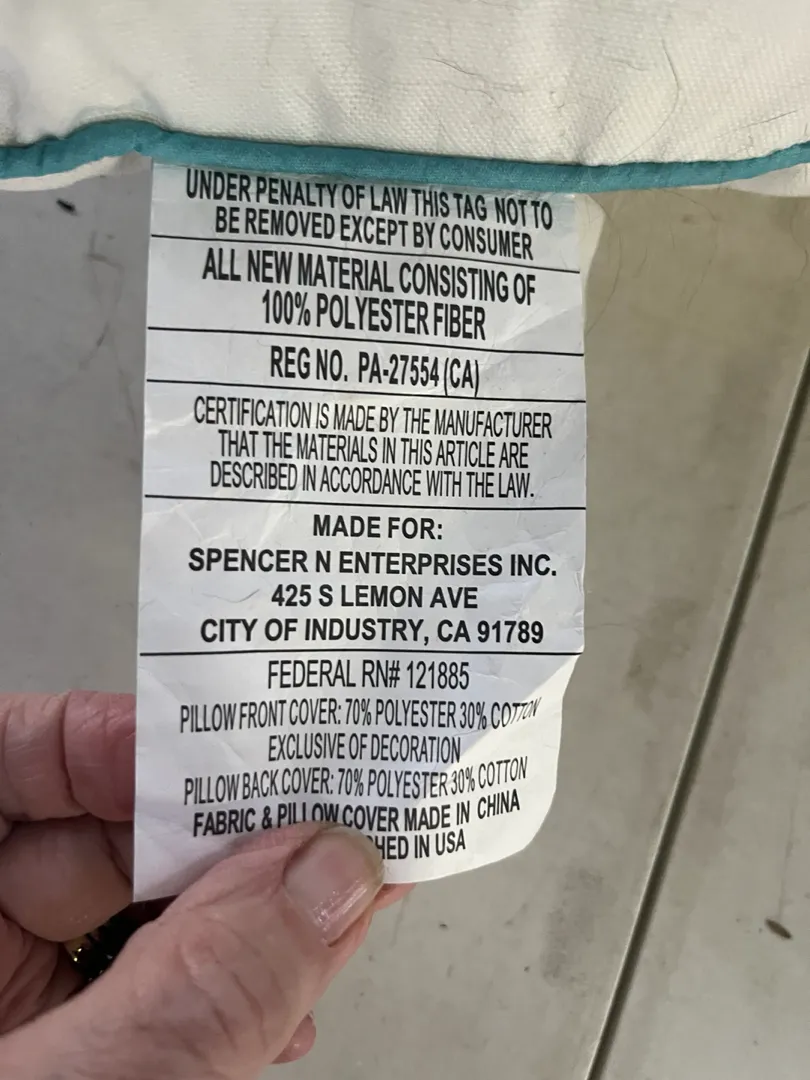 UNDER PENALTY OF LAW THIS TAG NOT TO
BE REMOVED EXCEPT BY CONSUMER
ALL NEW MATERIAL CONSISTING OF
100% POLYESTER FIBER
REG NO. PA-27554 (CA)
CERTIFICATION IS MADE BY THE MANUFACTURER
THAT THE MATERIALS IN THIS ARTICLE ARE
DESCRIBED IN ACCORDANCE WITH THE LAW.
MADE FOR:
SPENCER N ENTERPRISES INC.
425 S LEMON AVE
CITY OF INDUSTRY, CA 91789
FEDERAL RN# 121885
PILLOW FRONT COVER: 70% POLYESTER 30% COTTON
EXCLUSIVE OF DECORATION
PILLOW BACK COVER: 70% POLYESTER 30% COTTON
FABRIC & PILLOW COVER MADE IN CHINA
IN USA